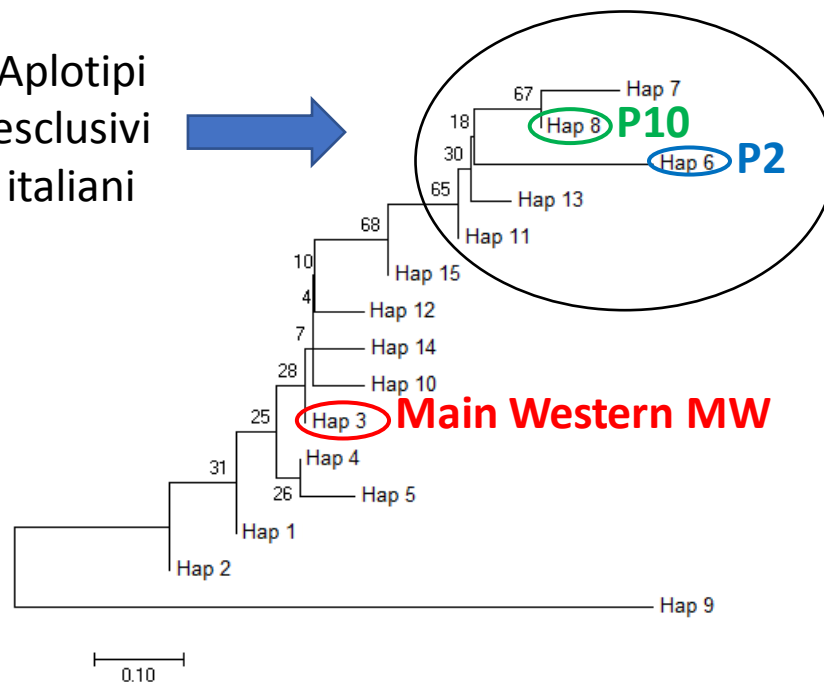 Aplotipi
esclusivi
italiani
67
Hap 7
Hap 8 P10
18
Hap 6 P2
30
65
Hap 13
Hap 11
68
Hap 15
10
4
Hap 12
7
Hap 14
28
Hap 10
25
Hap 3 Main Western MW
Hap 4
31
26
Hap 5
Hap 1
Hap 2
Hap 9
0.10